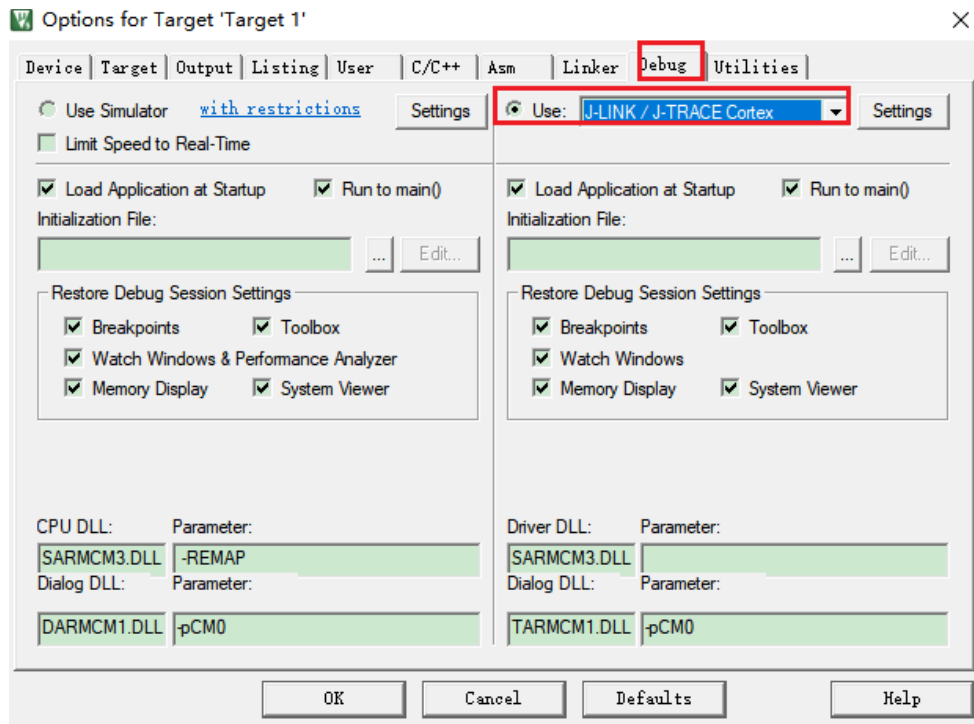 Options for Target 'Target 1'
Device Target Output Listing User C/C++ Asm Linker Debug Utilities
Use Simulator with restrictions Settings Use: J-LINK / J-TRACE Cortex Settings
Limit Speed to Real-Time
Load Application at Startup Run to main() Load Application at Startup Run to main()
Initialization File: Initialization File:
... Edit... ... Edit...
Restore Debug Session Settings Restore Debug Session Settings
Breakpoints Toolbox Breakpoints Toolbox
Watch Windows & Performance Analyzer Watch Windows
Memory Display System Viewer Memory Display System Viewer
CPU DLL: Parameter: Driver DLL: Parameter:
SARMCM3.DLL -REMAP SARMCM3.DLL
Dialog DLL: Parameter: Dialog DLL: Parameter:
DARMCM1.DLL -pCM0 TARMCM1.DLL -pCM0
OK Cancel Defaults Help